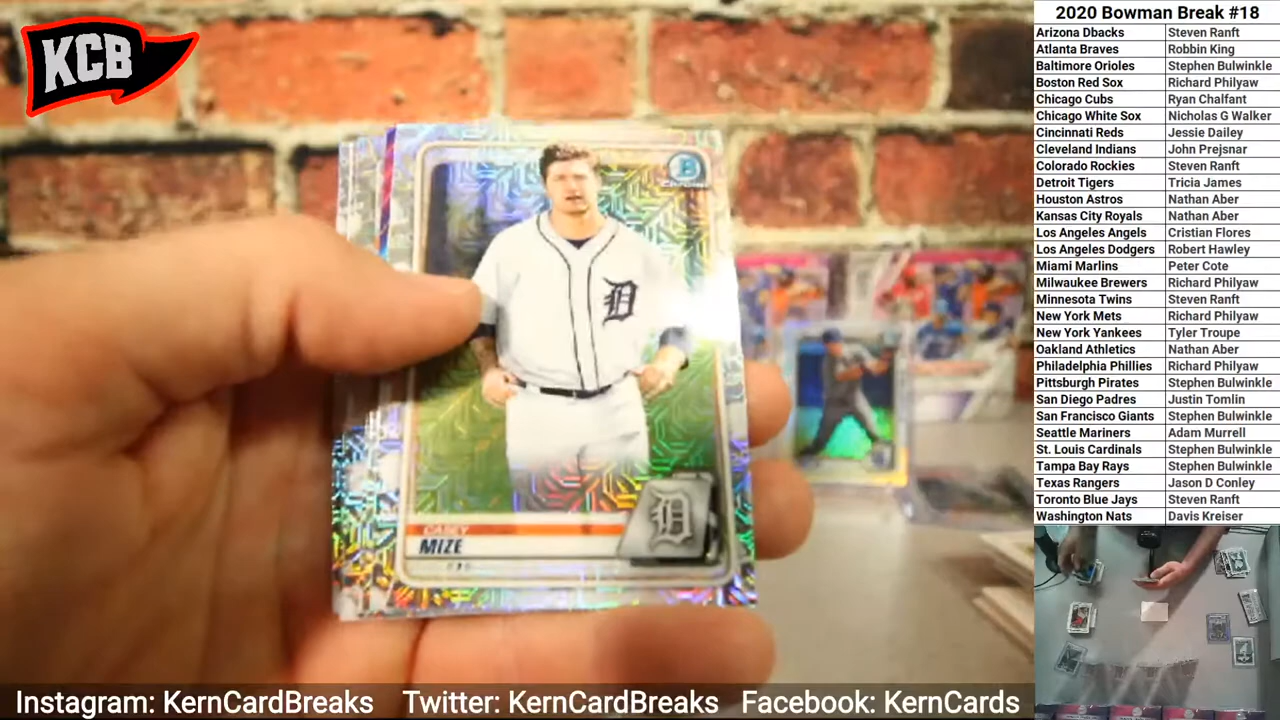 KCB
B
CHROME
D
CASEY
MIZE
D
2020 Bowman Break #18
Arizona Dbacks Steven Ranft
Atlanta Braves Robbin King
Baltimore Orioles Stephen Bulwinkle
Boston Red Sox Richard Philyaw
Chicago Cubs Ryan Chalfant
Chicago White Sox Nicholas G Walker
Cincinnati Reds Jessie Dailey
Cleveland Indians John Prejsnar
Colorado Rockies Steven Ranft
Detroit Tigers Tricia James
Houston Astros Nathan Aber
Kansas City Royals Nathan Aber
Los Angeles Angels Cristian Flores
Los Angeles Dodgers Robert Hawley
Miami Marlins Peter Cote
Milwaukee Brewers Richard Philyaw
Minnesota Twins Steven Ranft
New York Mets Richard Philyaw
New York Yankees Tyler Troupe
Oakland Athletics Nathan Aber
Philadelphia Phillies Richard Philyaw
Pittsburgh Pirates Stephen Bulwinkle
San Diego Padres Justin Tomlin
San Francisco Giants Stephen Bulwinkle
Seattle Mariners Adam Murrell
St. Louis Cardinals Stephen Bulwinkle
Tampa Bay Rays Stephen Bulwinkle
Texas Rangers Jason D Conley
Toronto Blue Jays Steven Ranft
Washington Nats Davis Kreiser
Instagram: KernCardBreaks Twitter: KernCardBreaks Facebook: KernCards